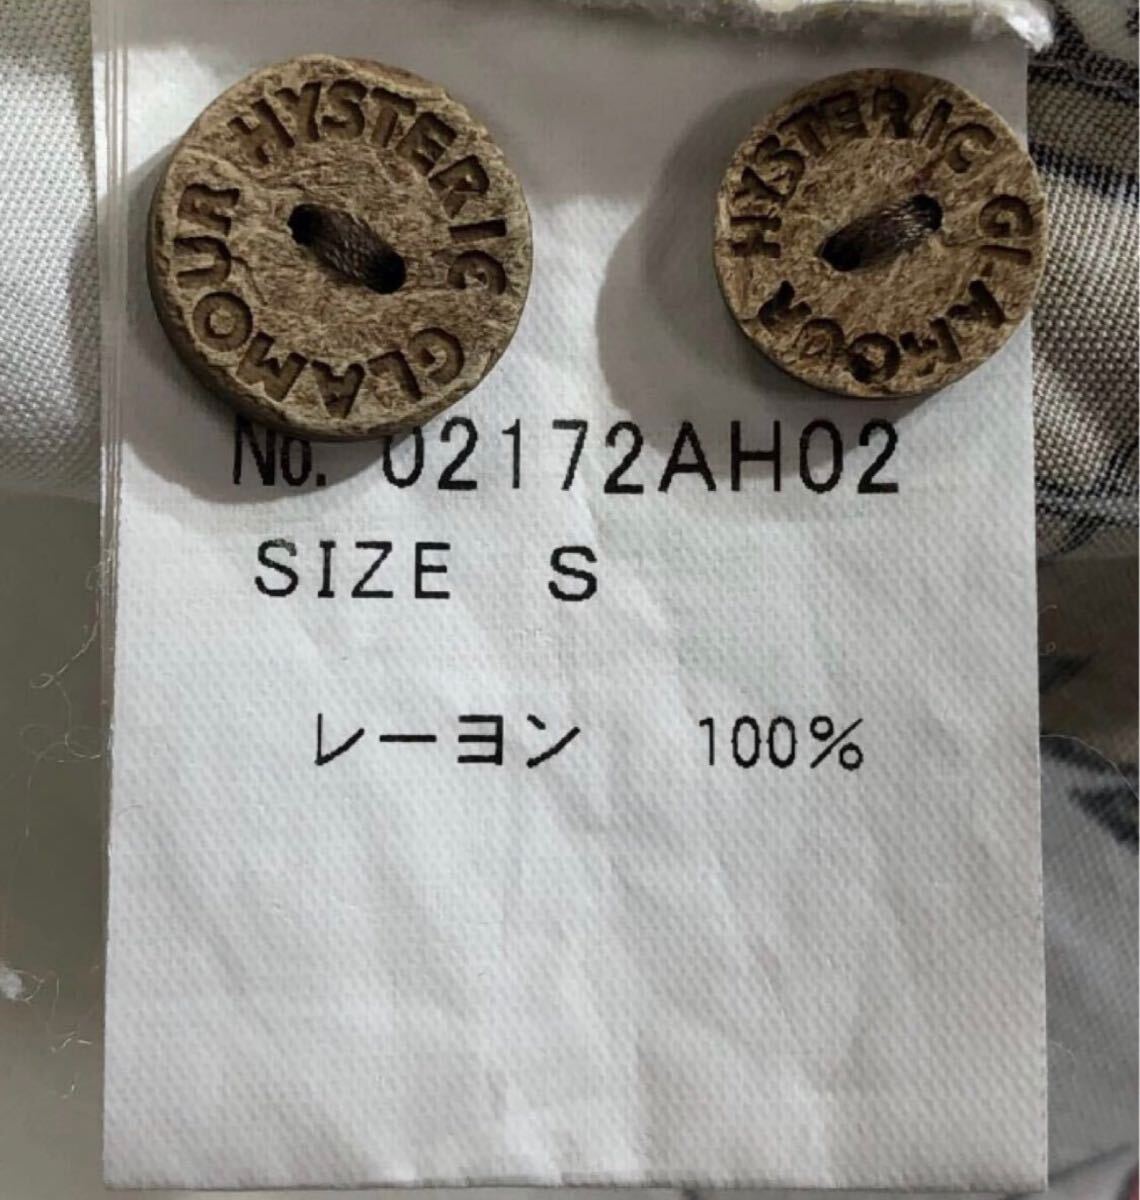 HYSTERIC GLAMOUR
HYSTERIC GLAMOUR
No. 02172AH02
SIZE S
レーヨン 100%